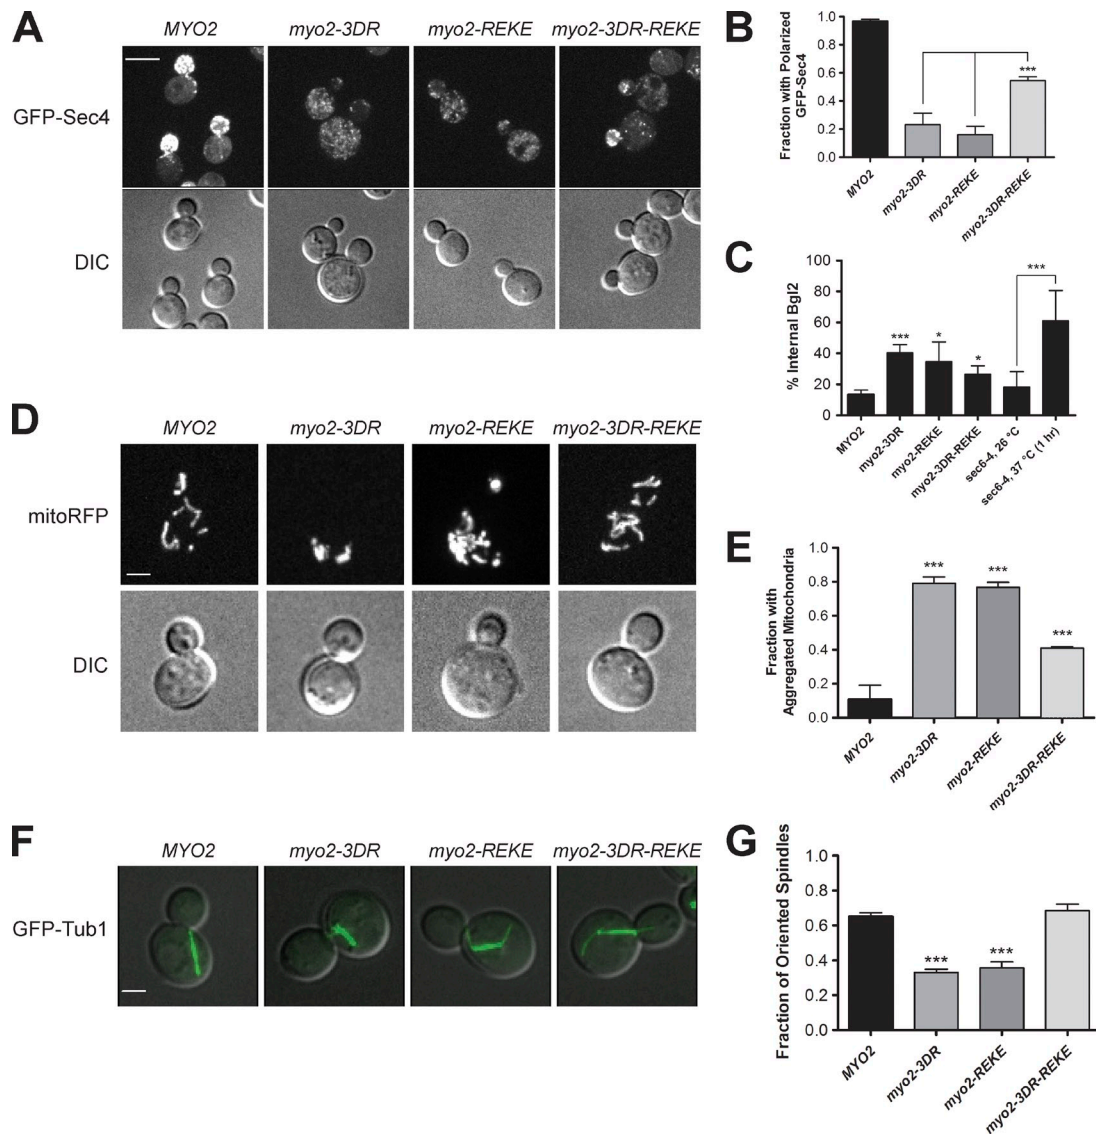 A
MYO2 myo2-3DR myo2-REKE myo2-3DR-REKE
GFP-Sec4
DIC
B
Fraction with Polarized
GFP-Sec4
1.0
0.8
0.6
0.4
0.2
0.0
***
MYO2
myo2-3DR
myo2-REKE
myo2-3DR-REKE
C
% Internal Bgl2
100
80
60
40
20
0
***
*
*
***
MYO2
myo2-3DR
myo2-REKE
myo2-3DR-REKE
sec6-4, 26 °C
sec6-4, 37 °C (1 hr)
D
MYO2 myo2-3DR myo2-REKE myo2-3DR-REKE
mitoRFP
DIC
E
Fraction with
Aggregated Mitochondria
1.0
0.8
0.6
0.4
0.2
0.0
***
***
***
MYO2
myo2-3DR
myo2-REKE
myo2-3DR-REKE
F
MYO2 myo2-3DR myo2-REKE myo2-3DR-REKE
GFP-Tub1
G
Fraction of Oriented Spindles
1.0
0.8
0.6
0.4
0.2
0.0
***
***
MYO2
myo2-3DR
myo2-REKE
myo2-3DR-REKE